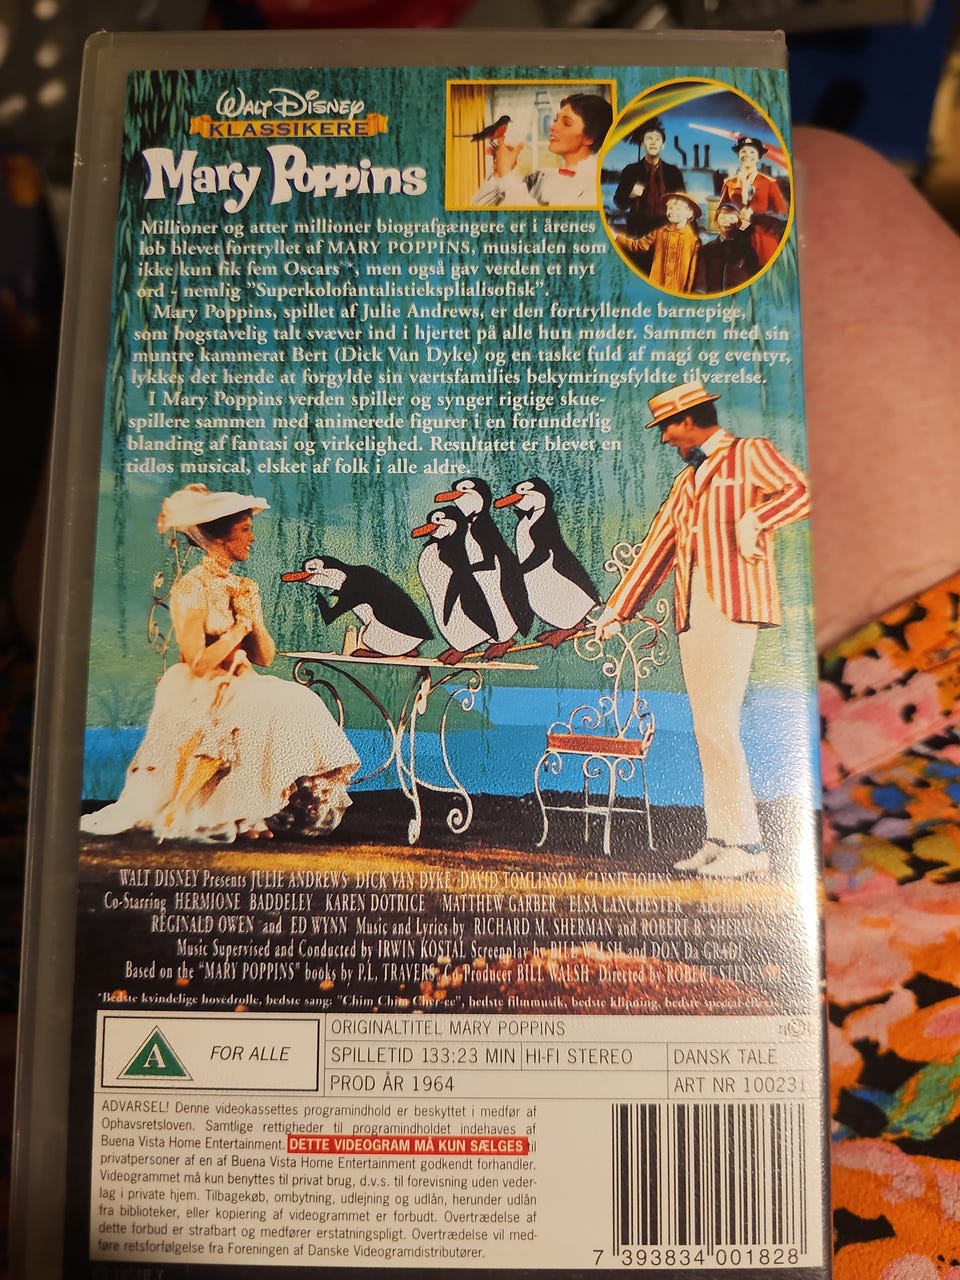 WALT DISNEY
KLASSIKERE
Mary Poppins
Millioner og atter millioner biografgængere er i årenes
løb blevet fortryllet af MARY POPPINS, musicalen som
ikke kun fik fem Oscars*, men også gav verden et nyt
ord - nemlig "Superkolofantalistieksplialisofisk".
Mary Poppins, spillet af Julie Andrews, er den fortryllende barnepige,
som bogstavelig talt svæver ind i hjertet på alle hun møder. Sammen med sin
muntre kammerat Bert (Dick Van Dyke) og en taske fuld af magi og eventyr,
lykkes det hende at forgylde sin værtsfamilies bekymringsfyldte tilværelse.
I Mary Poppins verden spiller og synger rigtige skue-
spillere sammen med animerede figurer i en forunderlig
blanding af fantasi og virkelighed. Resultatet er blevet en
tidløs musical, elsket af folk i alle aldre.
WALT DISNEY Presents JULIE ANDREWS DICK VAN DYKE DAVID TOMLINSON GLYNIS JOHNS
Co-Starring HERMIONE BADDELEY KAREN DOTRICE MATTHEW GARBER ELSA LANCHESTER
REGINALD OWEN and ED WYNN Music and Lyrics by RICHARD M. SHERMAN and ROBERT B. SHERMAN
Music Supervised and Conducted by IRWIN KOSTAL Screenplay by BILL WALSH and DON Da GRADI
Based on the "MARY POPPINS" books by P.L. TRAVERS Co-Producer BILL WALSH Directed by ROBERT
*Bedste kvindelige hovedrolle, bedste sang: "Chim Chim Cher-ee", bedste filmmusik, bedste klipning, bedste special effects
A
FOR ALLE
ORIGINALTITEL MARY POPPINS
SPILLETID 133:23 MIN HI-FI STEREO DANSK TALE
PROD ÅR 1964 ART NR 100231
ADVARSEL! Denne videokassettes programindhold er beskyttet i medfør af
Ophavsretsloven. Samtlige rettigheder til programindholdet indehaves af
Buena Vista Home Entertainment. DETTE VIDEOGRAM MÅ KUN SÆLGES til
privatpersoner af en af Buena Vista Home Entertainment godkendt forhandler.
Videogrammet må kun benyttes til privat brug, d.v.s. til forevisning uden veder-
lag i private hjem. Tilbagekøb, ombytning, udlejning og udlån, herunder udlån
fra biblioteker, eller kopiering af videogrammet er forbudt. Overtrædelse af
dette forbud er strafbart og medfører erstatningspligt. Overtrædelse vil med-
føre retsforfølgelse fra Foreningen af Danske Videogramdistributører.
7 393834 001828